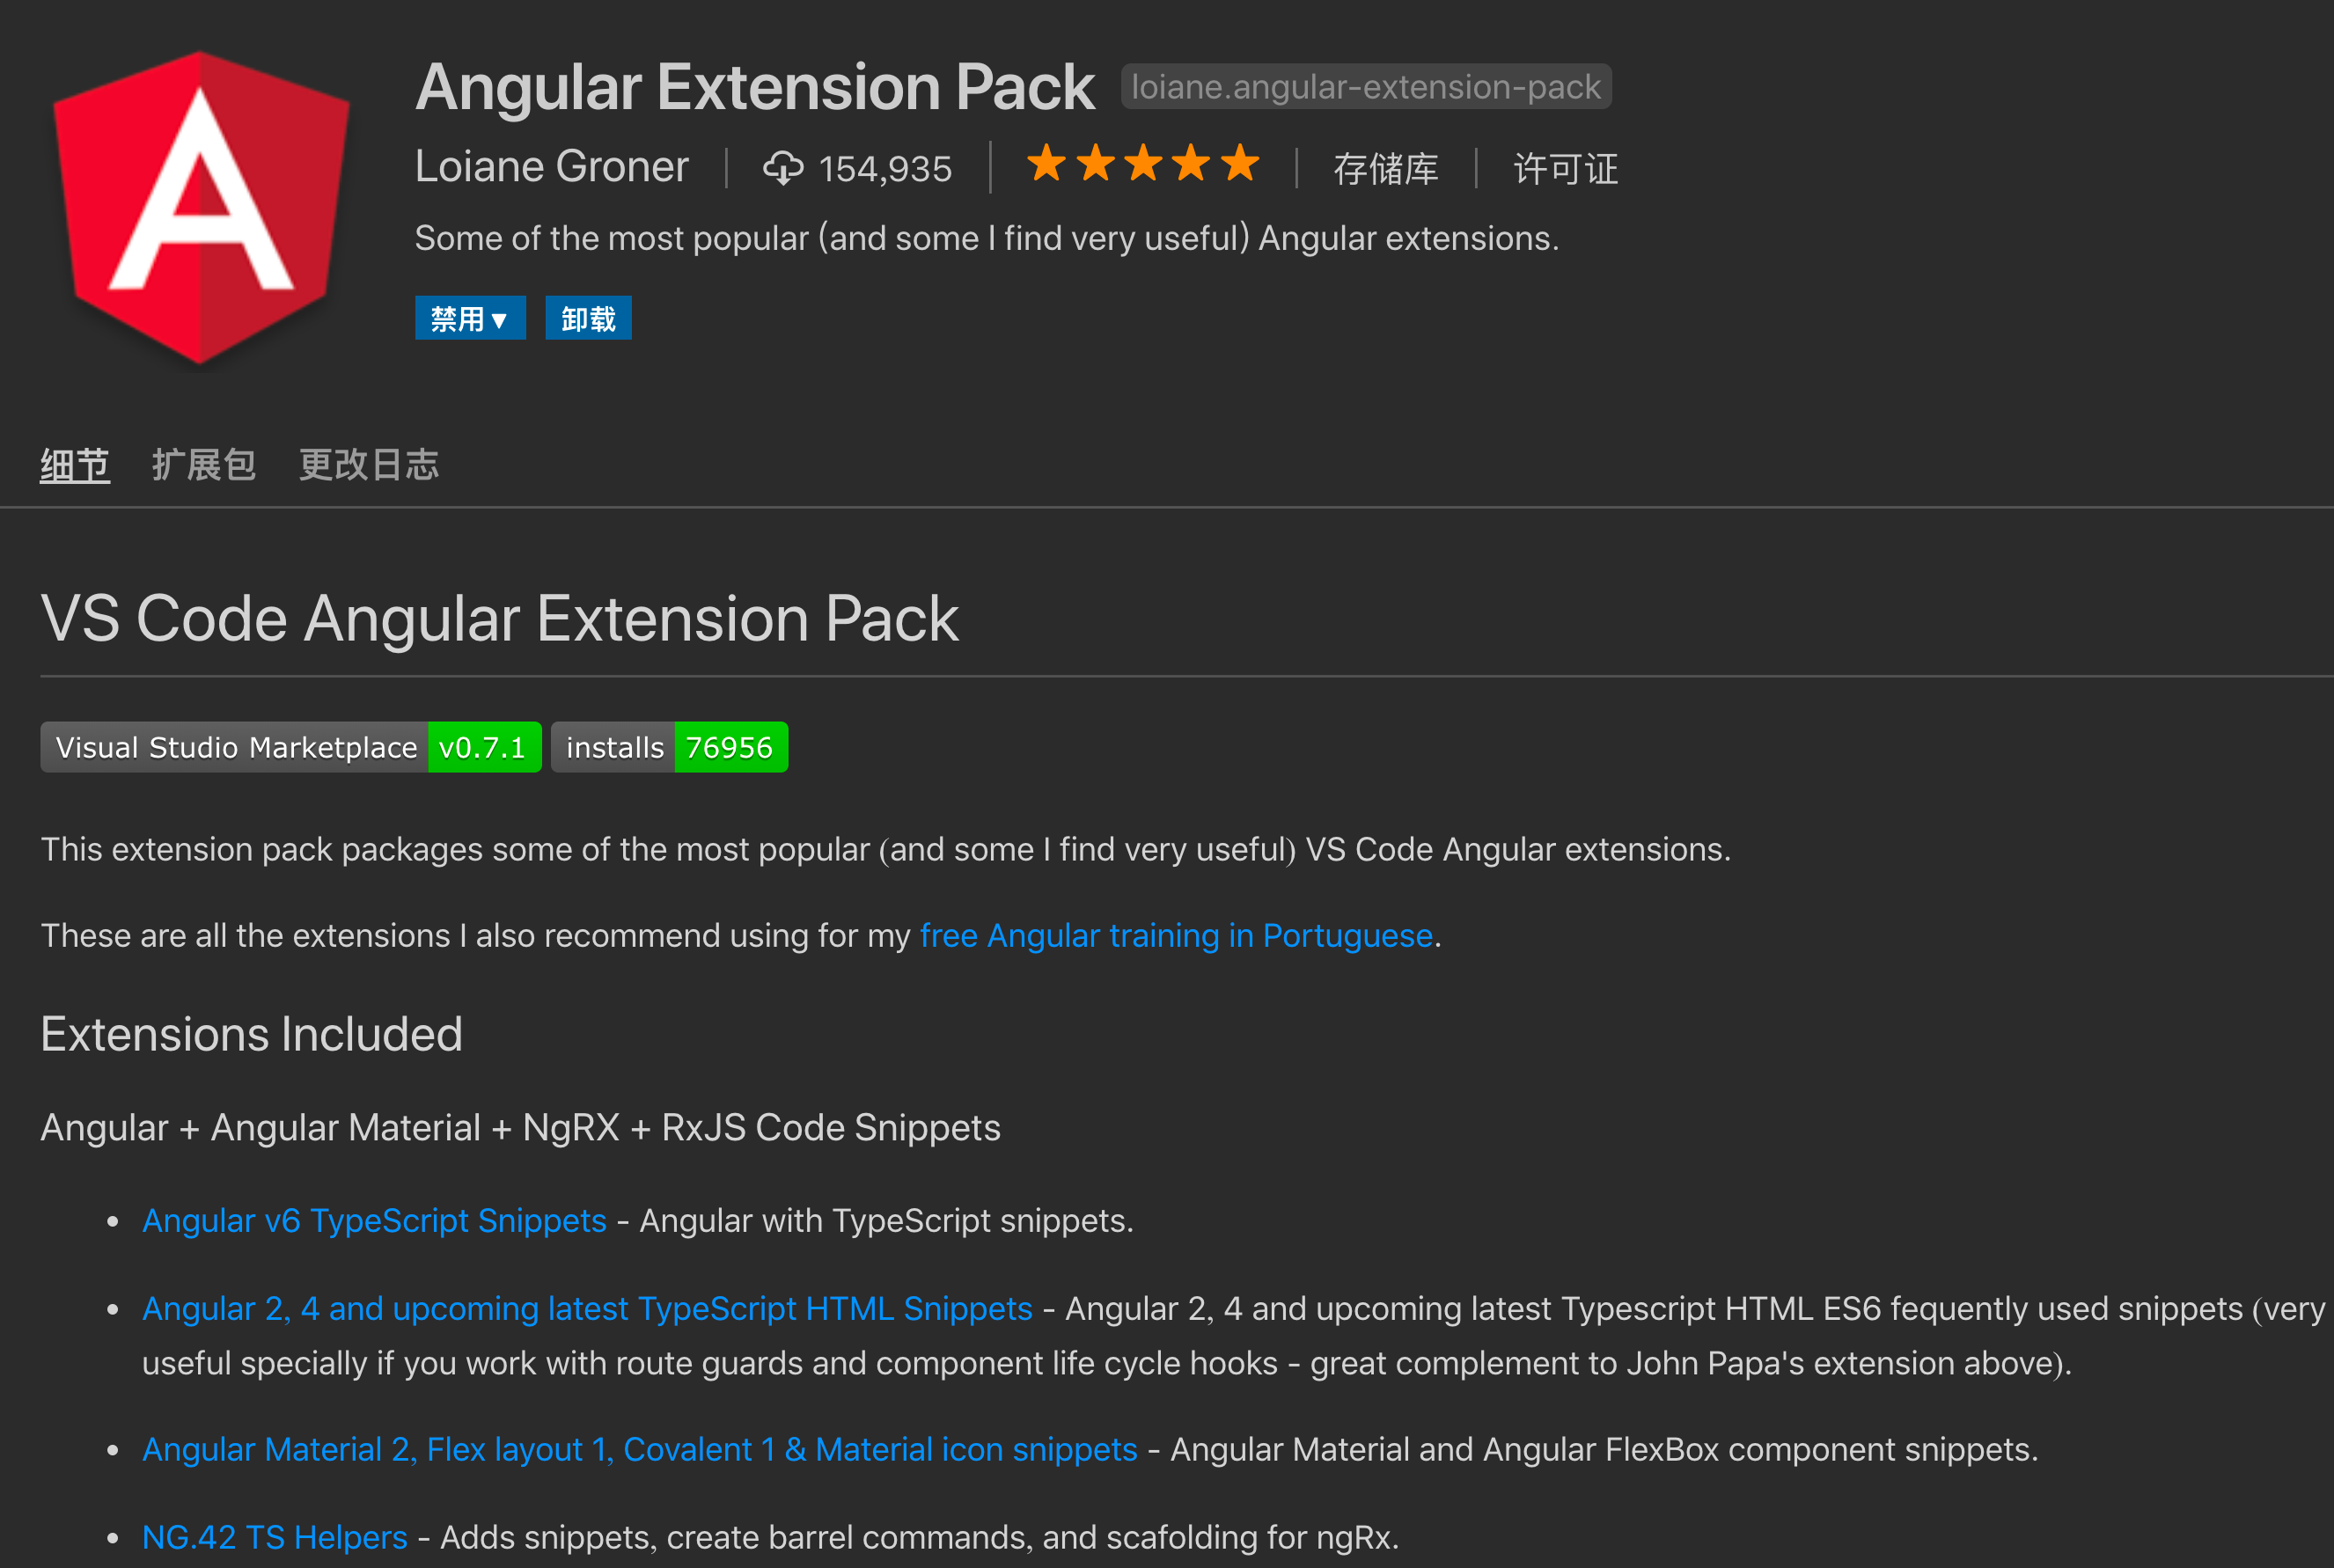 Angular Extension Pack loiane.angular-extension-pack
Loiane Groner 154,935 存储库 许可证
Some of the most popular (and some I find very useful) Angular extensions.
禁用▼ 卸载
细节 扩展包 更改日志
VS Code Angular Extension Pack
Visual Studio Marketplace v0.7.1 installs 76956
This extension pack packages some of the most popular (and some I find very useful) VS Code Angular extensions.
These are all the extensions I also recommend using for my free Angular training in Portuguese.
Extensions Included
Angular + Angular Material + NgRX + RxJS Code Snippets
• Angular v6 TypeScript Snippets - Angular with TypeScript snippets.
• Angular 2, 4 and upcoming latest TypeScript HTML Snippets - Angular 2, 4 and upcoming latest Typescript HTML ES6 fequently used snippets (very
useful specially if you work with route guards and component life cycle hooks - great complement to John Papa's extension above).
• Angular Material 2, Flex layout 1, Covalent 1 & Material icon snippets - Angular Material and Angular FlexBox component snippets.
• NG.42 TS Helpers - Adds snippets, create barrel commands, and scafolding for ngRx.